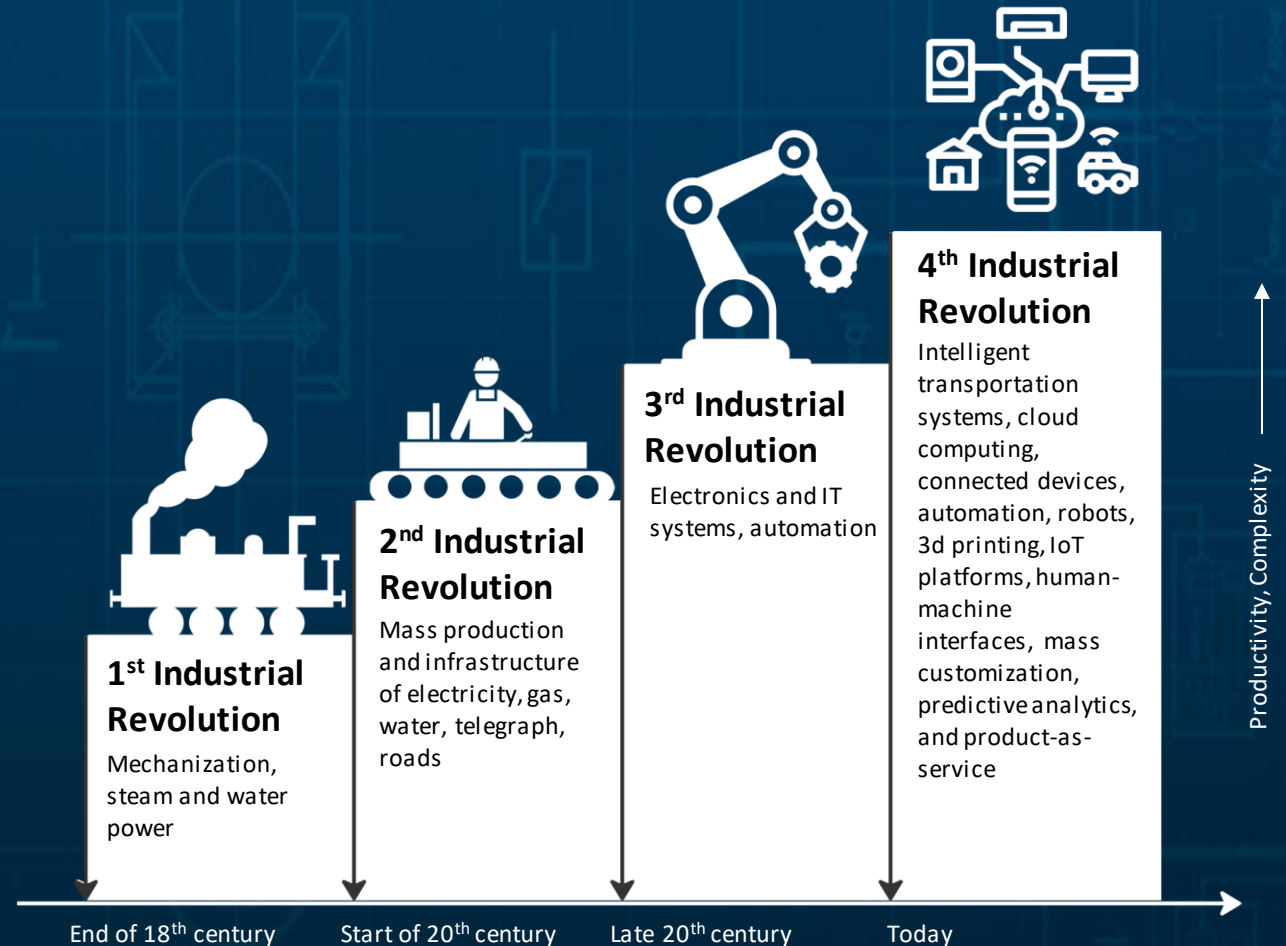 1st Industrial
Revolution
Mechanization,
steam and water
power
2nd Industrial
Revolution
Mass production
and infrastructure
of electricity, gas,
water, telegraph,
roads
3rd Industrial
Revolution
Electronics and IT
systems, automation
4th Industrial
Revolution
Intelligent
transportation
systems, cloud
computing,
connected devices,
automation, robots,
3d printing, IoT
platforms, human-
machine
interfaces, mass
customization,
predictive analytics,
and product-as-
service
Productivity, Complexity
End of 18th century
Start of 20th century
Late 20th century
Today